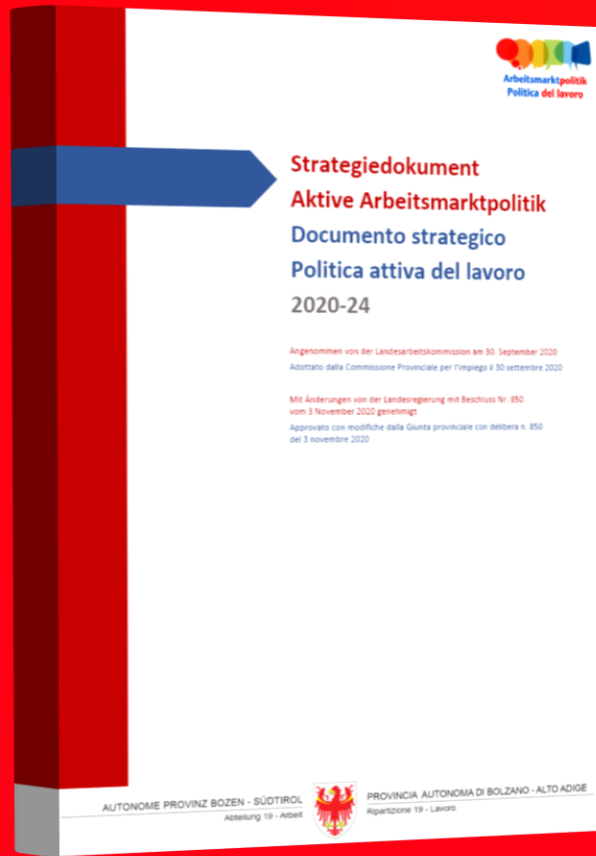 Arbeitsmarktpolitik
Politica del lavoro
Strategiedokument
Aktive Arbeitsmarktpolitik
Documento strategico
Politica attiva del lavoro
2020-24
Angenommen von der Landesarbeitskommission am 30. September 2020
Adottato dalla Commissione Provinciale per l'impiego il 30 settembre 2020
Mit Änderungen von der Landesregierung mit Beschluss Nr. 850
vom 3 November 2020 genehmigt
Approvato con modifiche dalla Giunta provinciale con delibera n. 850
del 3 novembre 2020
AUTONOME PROVINZ BOZEN - SÜDTIROL
Abteilung 19 - Arbeit
PROVINCIA AUTONOMA DI BOLZANO - ALTO ADIGE
Ripartizione 19 - Lavoro